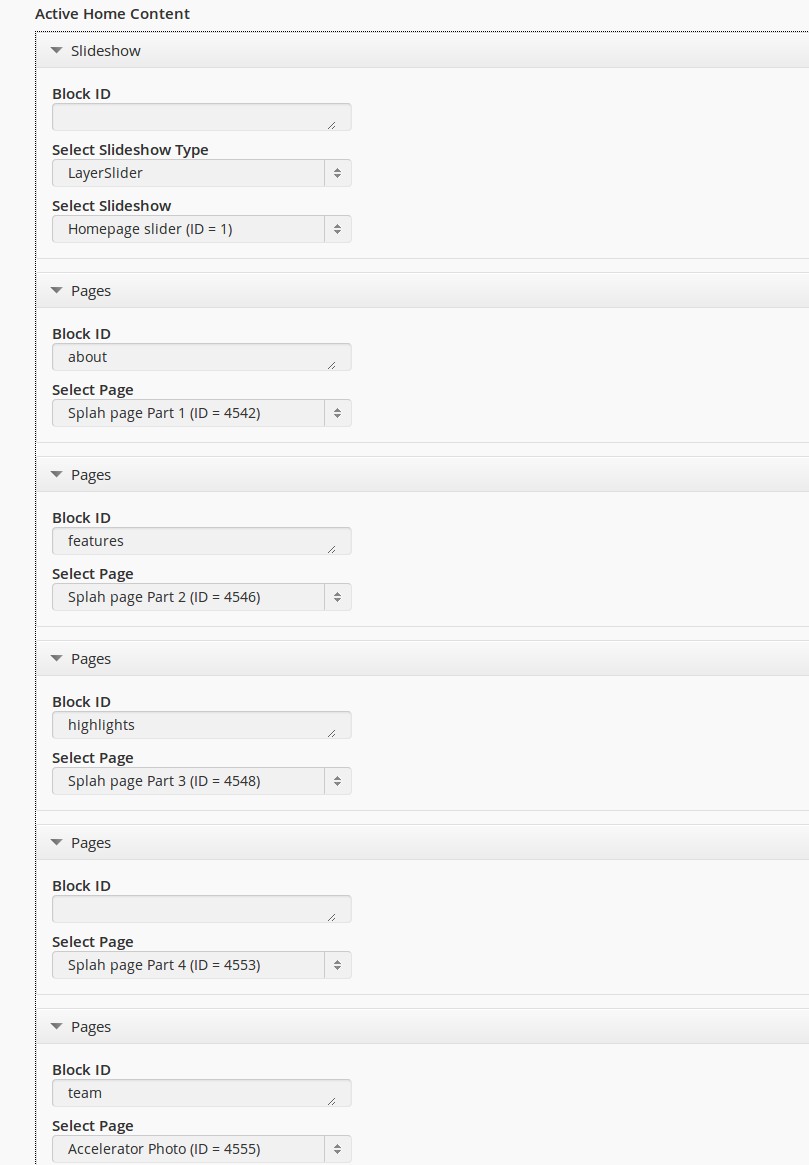 Active Home Content
Slideshow
Block ID
Select Slideshow Type
LayerSlider
Select Slideshow
Homepage slider (ID = 1)
Pages
Block ID
about
Select Page
Splah page Part 1 (ID = 4542)
Pages
Block ID
features
Select Page
Splah page Part 2 (ID = 4546)
Pages
Block ID
highlights
Select Page
Splah page Part 3 (ID = 4548)
Pages
Block ID
Select Page
Splah page Part 4 (ID = 4553)
Pages
Block ID
team
Select Page
Accelerator Photo (ID = 4555)